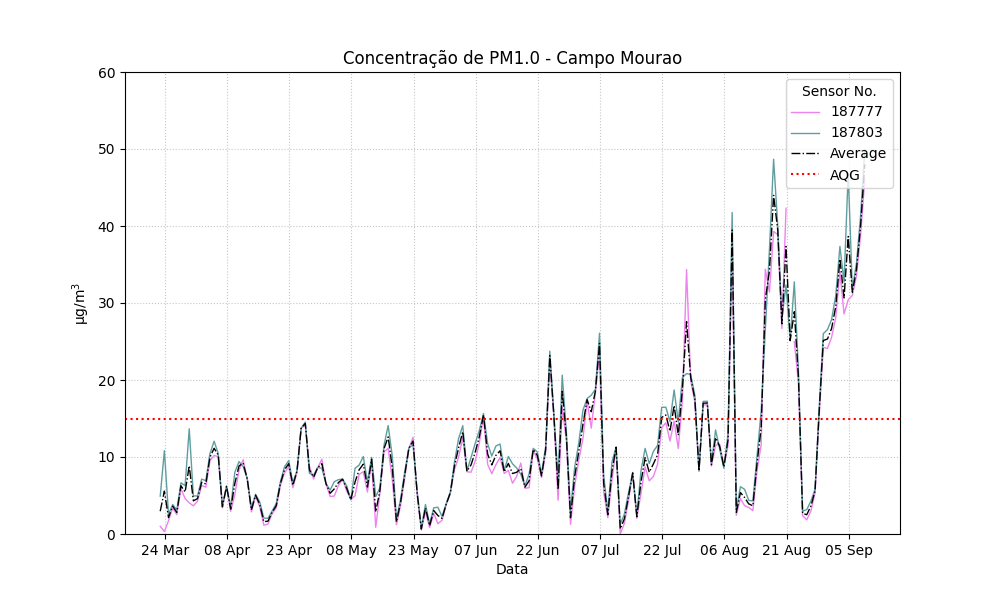 Concentração de PM1.0 - Campo Mourao
60
50
40
30
20
10
0
µg/m³
Sensor No.
187777
187803
Average
AQG
24 Mar 08 Apr 23 Apr 08 May 23 May 07 Jun 22 Jun 07 Jul 22 Jul 06 Aug 21 Aug 05 Sep
Data